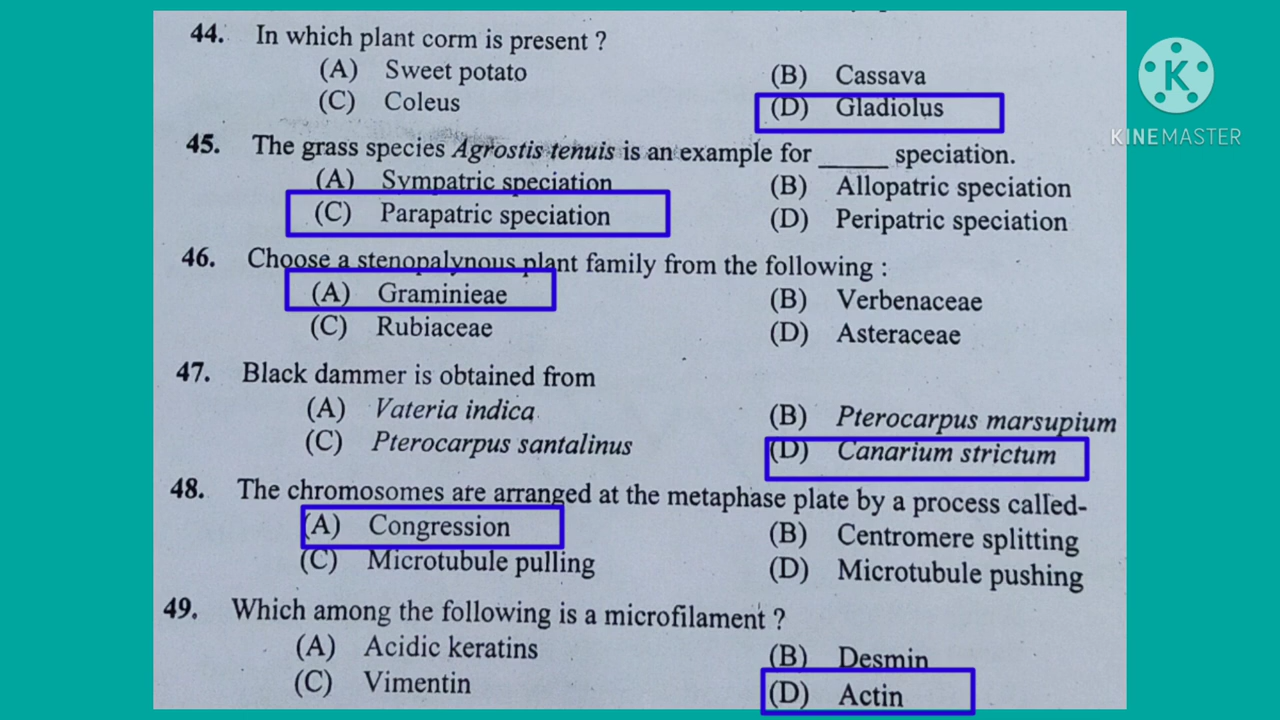 44. In which plant corm is present ?
(A) Sweet potato (B) Cassava
(C) Coleus (D) Gladiolus
45. The grass species Agrostis tenuis is an example for _____ speciation.
(A) Sympatric speciation (B) Allopatric speciation
(C) Parapatric speciation (D) Peripatric speciation
46. Choose a stenopalynous plant family from the following :
(A) Graminieae (B) Verbenaceae
(C) Rubiaceae (D) Asteraceae
47. Black dammer is obtained from
(A) Vateria indica (B) Pterocarpus marsupium
(C) Pterocarpus santalinus (D) Canarium strictum
48. The chromosomes are arranged at the metaphase plate by a process called-
(A) Congression (B) Centromere splitting
(C) Microtubule pulling (D) Microtubule pushing
49. Which among the following is a microfilament ?
(A) Acidic keratins (B) Desmin
(C) Vimentin (D) Actin
K
KINEMASTER